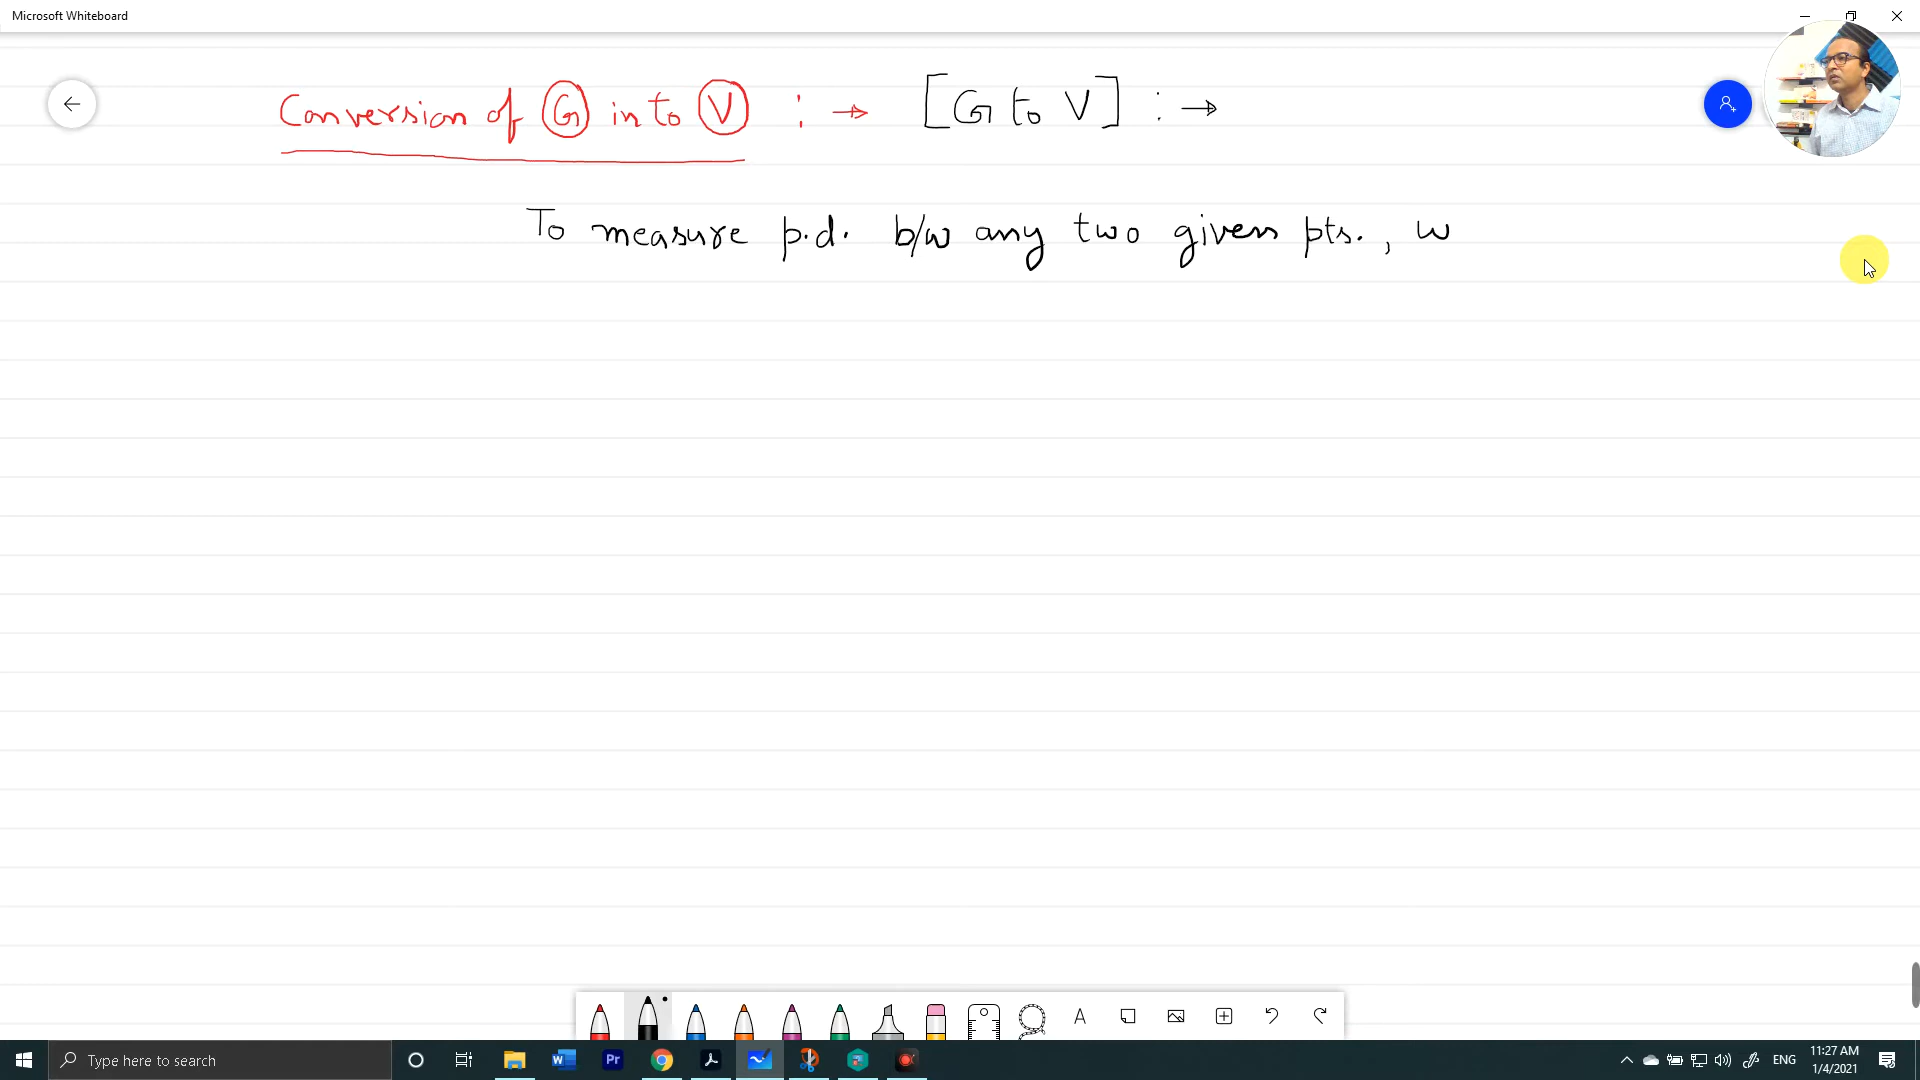 Microsoft Whiteboard
Conversion of G into V : → [G to V] : →
To measure p.d. b/w any two given pts., w
A
Type here to search
W
Pr
ENG
11:27 AM
1/4/2021